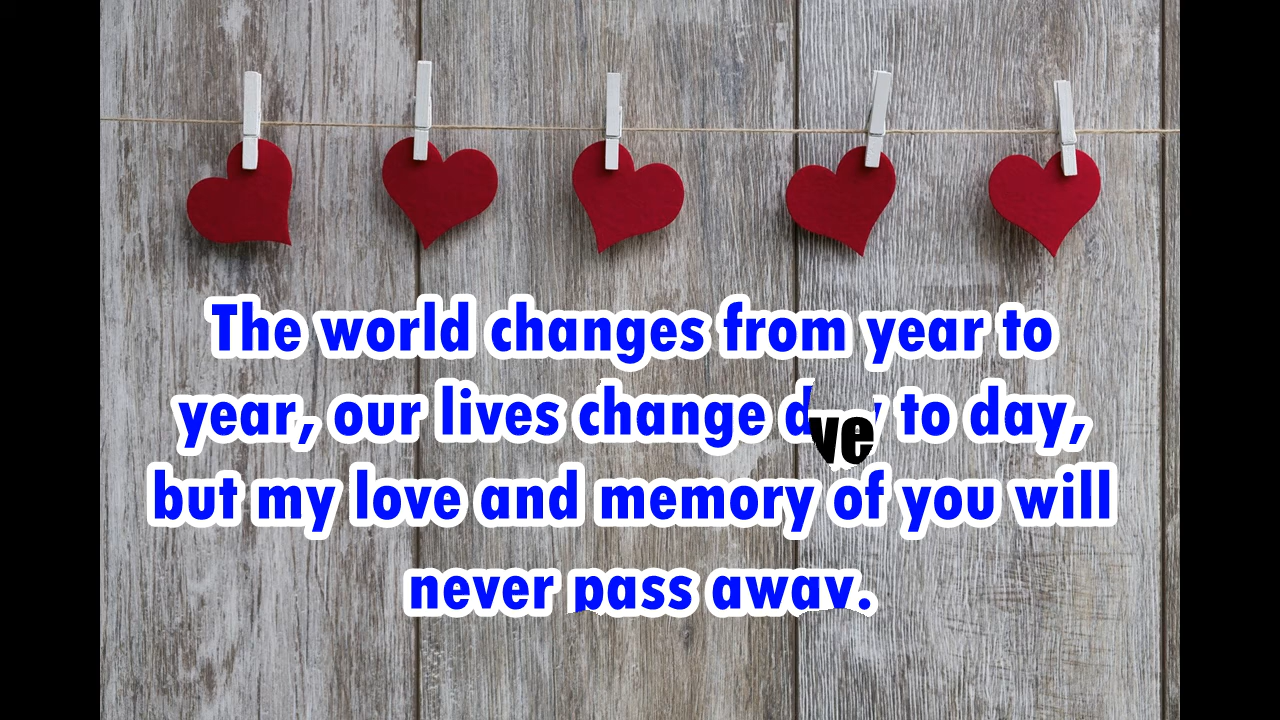 The world changes from year to
year, our lives change d to day,
ve
but my love and memory of you will
never pass away.